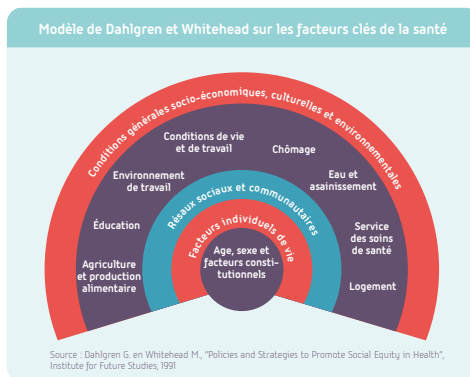 Modèle de Dahlgren et Whitehead sur les facteurs clés de la santé
Conditions générales socio-économiques, culturelles et environnementales
Conditions de vie
et de travail
Chômage
Environnement
de travail
Eau et
asainissement
Éducation
Service
des soins
de santé
Agriculture
et production
alimentaire
Logement
Résaux sociaux et communautaires
Facteurs individuels de vie
Age, sexe et
facteurs consti-
tutionnels
Source : Dahlgren G. en Whitehead M., “Policies and Strategies to Promote Social Equity in Health”,
Institute for Future Studies, 1991